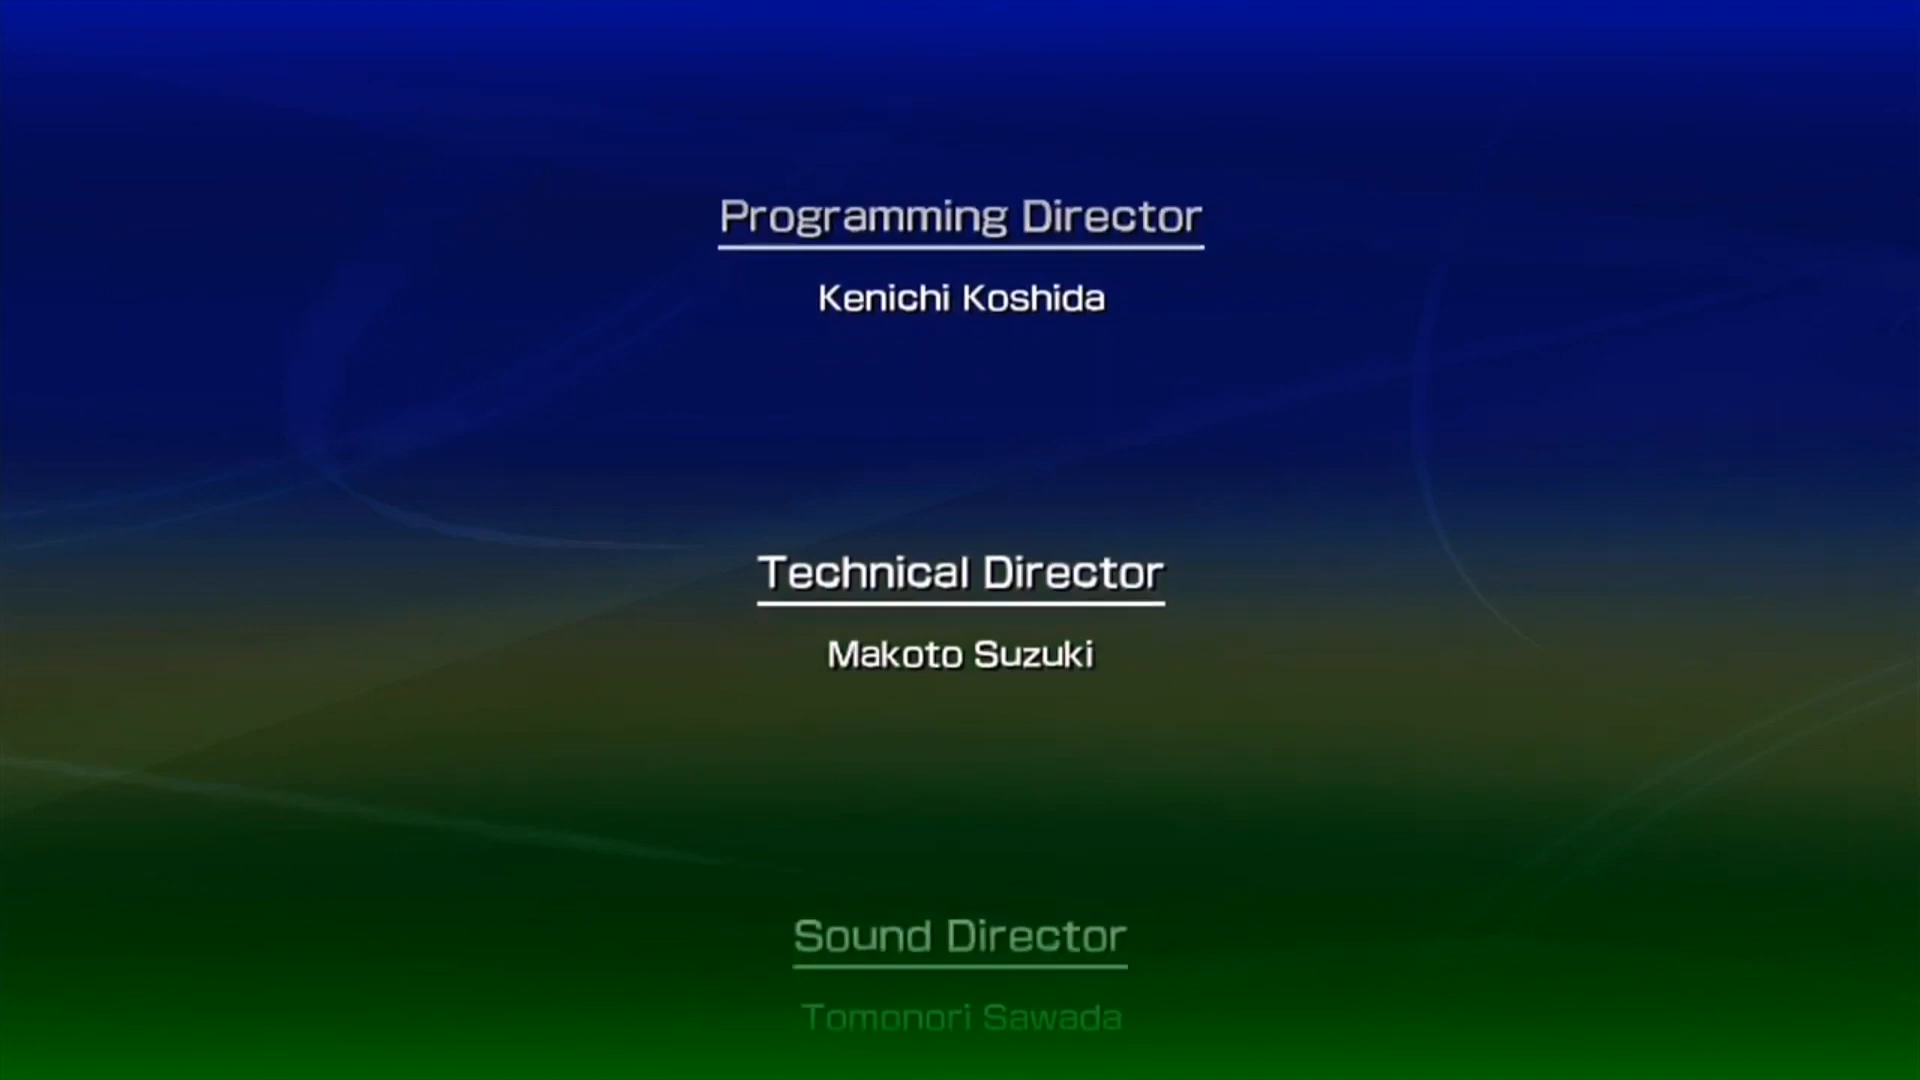 Programming Director
Kenichi Koshida
Technical Director
Makoto Suzuki
Sound Director
Tomonori Sawada